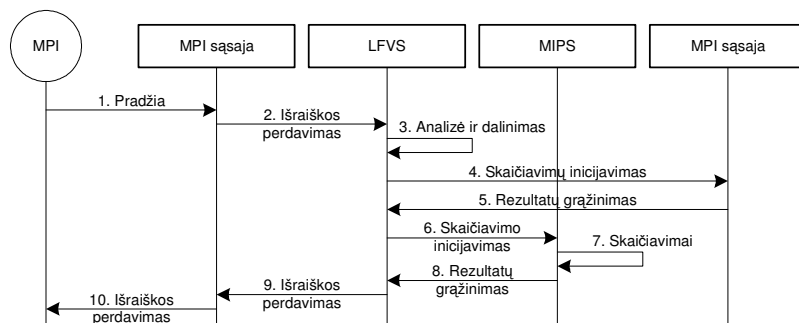 MPI
MPI sąsaja
LFVS
MIPS
MPI sąsaja
1. Pradžia
2. Išraiškos
perdavimas
3. Analizė ir dalinimas
4. Skaičiavimų inicijavimas
5. Rezultatų grąžinimas
6. Skaičiavimo
inicijavimas
7. Skaičiavimai
8. Rezultatų
grąžinimas
9. Išraiškos
perdavimas
10. Išraiškos
perdavimas